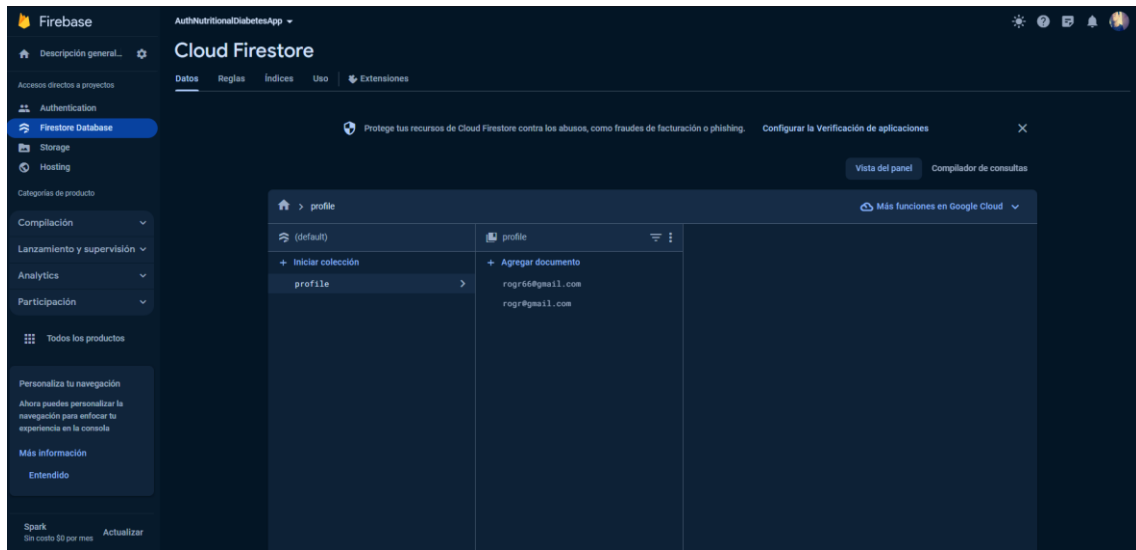 Firebase
Descripción general...
Accesos directos a proyectos
Authentication
Firestore Database
Storage
Hosting
Categorías de producto
Compilación
Lanzamiento y supervisión
Analytics
Participación
Todos los productos
Personaliza tu navegación
Ahora puedes personalizar la
navegación para enfocar tu
experiencia en la consola
Más información
Entendido
Spark
Sin costo $0 por mes
Actualizar
AuthNutritionalDiabetesApp
Cloud Firestore
Datos Reglas Índices Uso Extensiones
Protege tus recursos de Cloud Firestore contra los abusos, como fraudes de facturación o phishing. Configurar la Verificación de aplicaciones
Vista del panel Compilador de consultas
> profile
Más funciones en Google Cloud
(default)
+ Iniciar colección
profile
profile
+ Agregar documento
rogr66@gmail.com
rogr@gmail.com